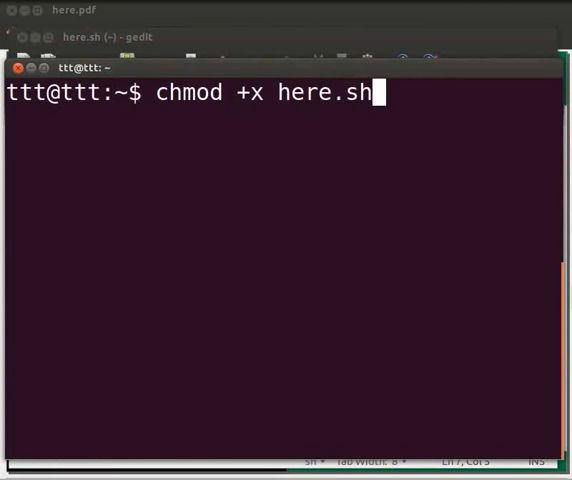 here.pdf
here.sh (~) - gedit
ttt@ttt: ~
ttt@ttt:~$ chmod +x here.sh
sh Tab Width: 8 Ln 7, Col 5 INS